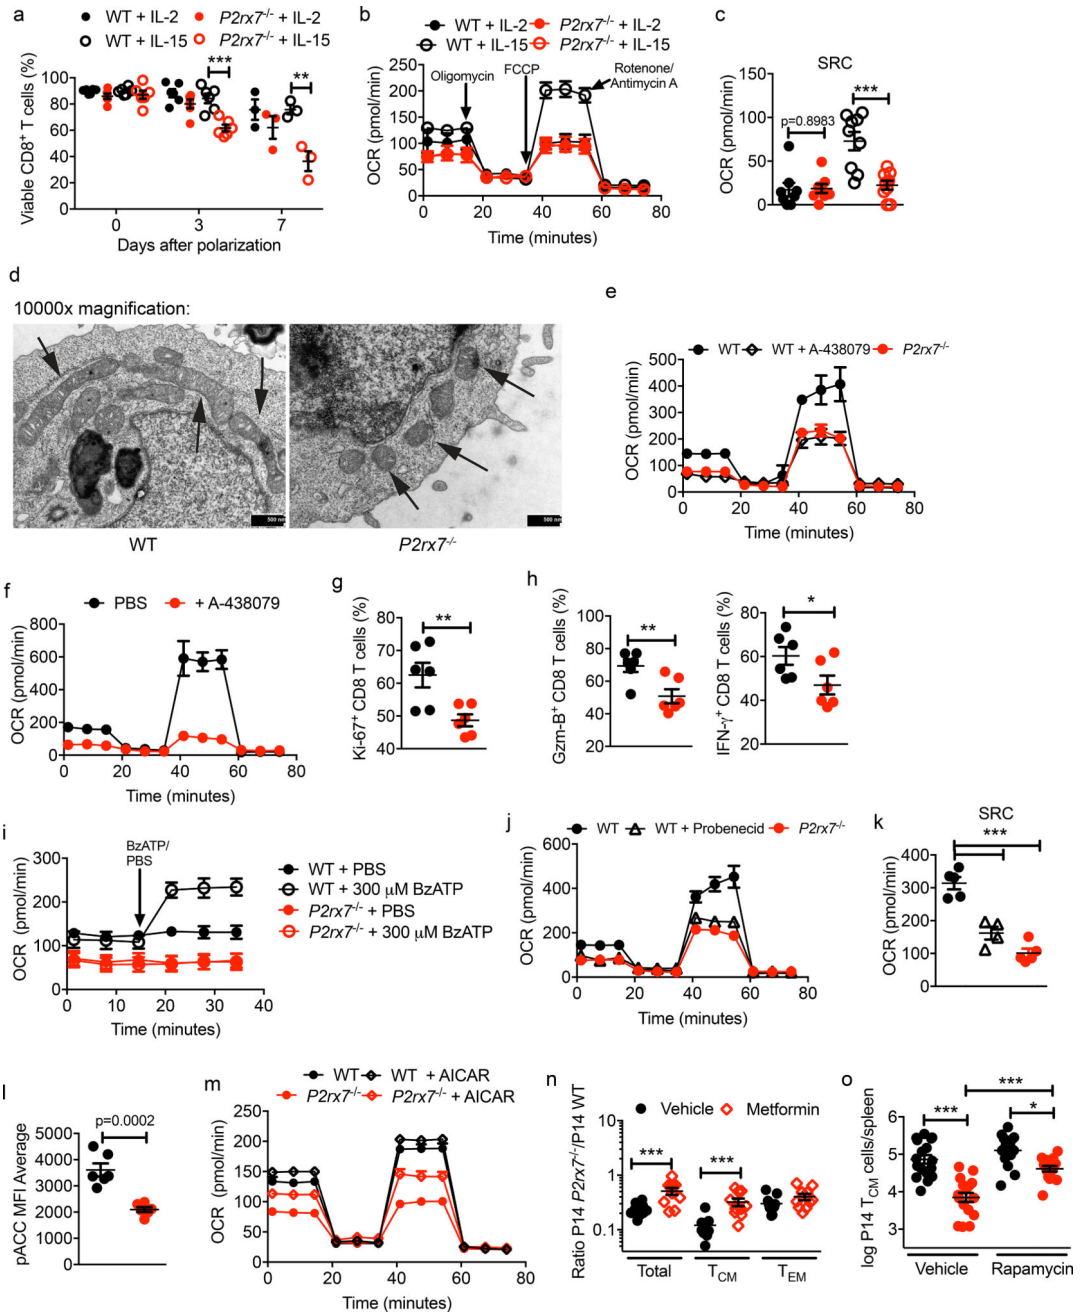 a
WT + IL-2
P2rx7-/- + IL-2
WT + IL-15
P2rx7-/- + IL-15
Viable CD8+ T cells (%)
100
80
60
40
20
0
***
**
0
3
7
Days after polarization
b
WT + IL-2
P2rx7-/- + IL-2
WT + IL-15
P2rx7-/- + IL-15
OCR (pmol/min)
250
200
150
100
50
0
Oligomycin
FCCP
Rotenone/
Antimycin A
0
20
40
60
80
Time (minutes)
c
SRC
OCR (pmol/min)
150
100
50
0
p=0.8983
***
d
10000x magnification:
500 nm
500 nm
WT
P2rx7-/-
e
WT
WT + A-438079
P2rx7-/-
OCR (pmol/min)
500
400
300
200
100
0
0
20
40
60
80
Time (minutes)
f
PBS
+ A-438079
OCR (pmol/min)
800
600
400
200
0
0
20
40
60
80
Time (minutes)
g
Ki-67+ CD8 T cells (%)
80
70
60
50
40
**
h
Gzm-B+ CD8 T cells (%)
100
80
60
40
20
**
IFN-γ+ CD8 T cells (%)
80
60
40
20
*
i
OCR (pmol/min)
300
200
100
0
BzATP/
PBS
0
10
20
30
40
Time (minutes)
WT + PBS
WT + 300 μM BzATP
P2rx7-/- + PBS
P2rx7-/- + 300 μM BzATP
j
WT
WT + Probenecid
P2rx7-/-
OCR (pmol/min)
600
400
200
0
0
20
40
60
80
Time (minutes)
k
SRC
OCR (pmol/min)
400
300
200
100
0
***
l
pACC MFI Average
5000
4000
3000
2000
1000
0
p=0.0002
m
WT
WT + AICAR
P2rx7-/-
P2rx7-/- + AICAR
OCR (pmol/min)
250
200
150
100
50
0
0
20
40
60
80
Time (minutes)
n
Vehicle
Metformin
Ratio P14 P2rx7-/-/P14 WT
10
1
0.1
***
***
Total
TCM
TEM
o
log P14 TCM cells/spleen
6
5
4
3
***
***
*
Vehicle
Rapamycin